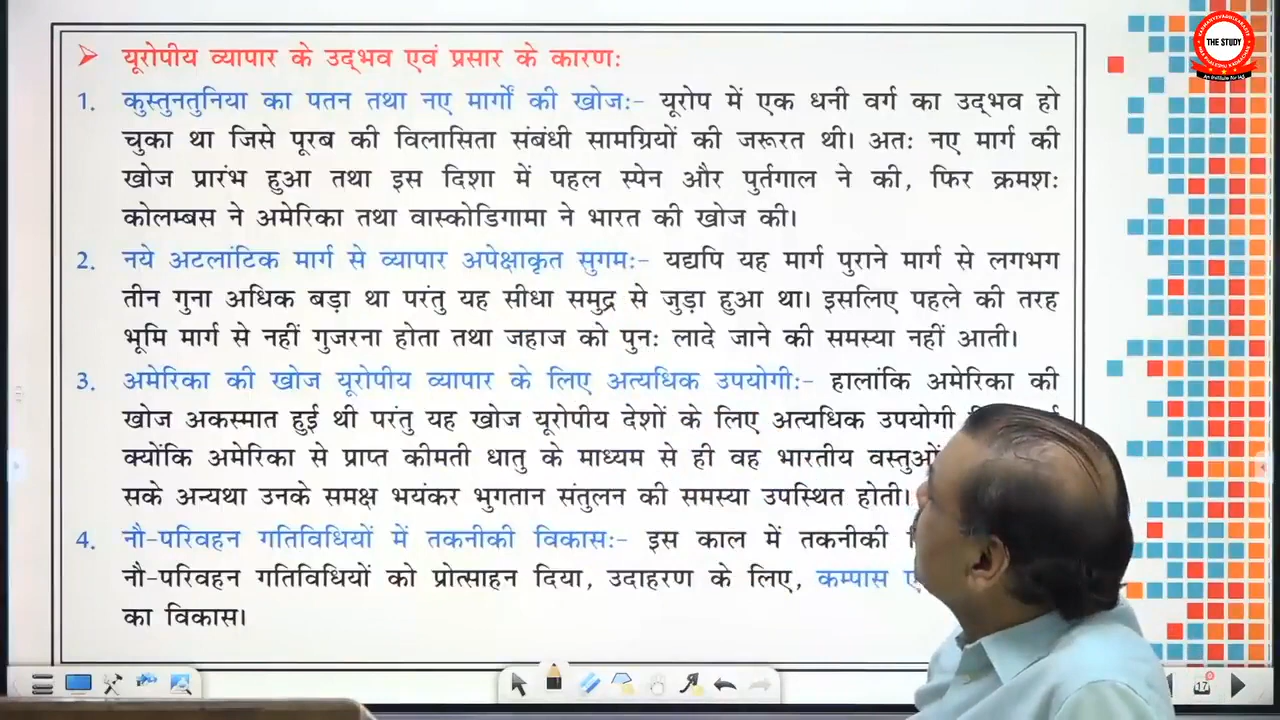 यूरोपीय व्यापार के उद्भव एवं प्रसार के कारण:
1. कुस्तुनतुनिया का पतन तथा नए मार्गों की खोज:- यूरोप में एक धनी वर्ग का उद्भव हो
चुका था जिसे पूरब की विलासिता संबंधी सामग्रियों की जरूरत थी। अतः नए मार्ग की
खोज प्रारंभ हुआ तथा इस दिशा में पहल स्पेन और पुर्तगाल ने की, फिर क्रमशः
कोलम्बस ने अमेरिका तथा वास्कोडिगामा ने भारत की खोज की।
2. नये अटलांटिक मार्ग से व्यापार अपेक्षाकृत सुगमः- यद्यपि यह मार्ग पुराने मार्ग से लगभग
तीन गुना अधिक बड़ा था परंतु यह सीधा समुद्र से जुड़ा हुआ था। इसलिए पहले की तरह
भूमि मार्ग से नहीं गुजरना होता तथा जहाज को पुनः लादे जाने की समस्या नहीं आती।
3. अमेरिका की खोज यूरोपीय व्यापार के लिए अत्यधिक उपयोगी:- हालांकि अमेरिका की
खोज अकस्मात हुई थी परंतु यह खोज यूरोपीय देशों के लिए अत्यधिक उपयोगी
क्योंकि अमेरिका से प्राप्त कीमती धातु के माध्यम से ही वह भारतीय वस्तुओं
सके अन्यथा उनके समक्ष भयंकर भुगतान संतुलन की समस्या उपस्थित होती।
4. नौ-परिवहन गतिविधियों में तकनीकी विकासः- इस काल में तकनीकी
नौ-परिवहन गतिविधियों को प्रोत्साहन दिया, उदाहरण के लिए, कम्पास
का विकास।
THE STUDY
An Institute for IAS
17